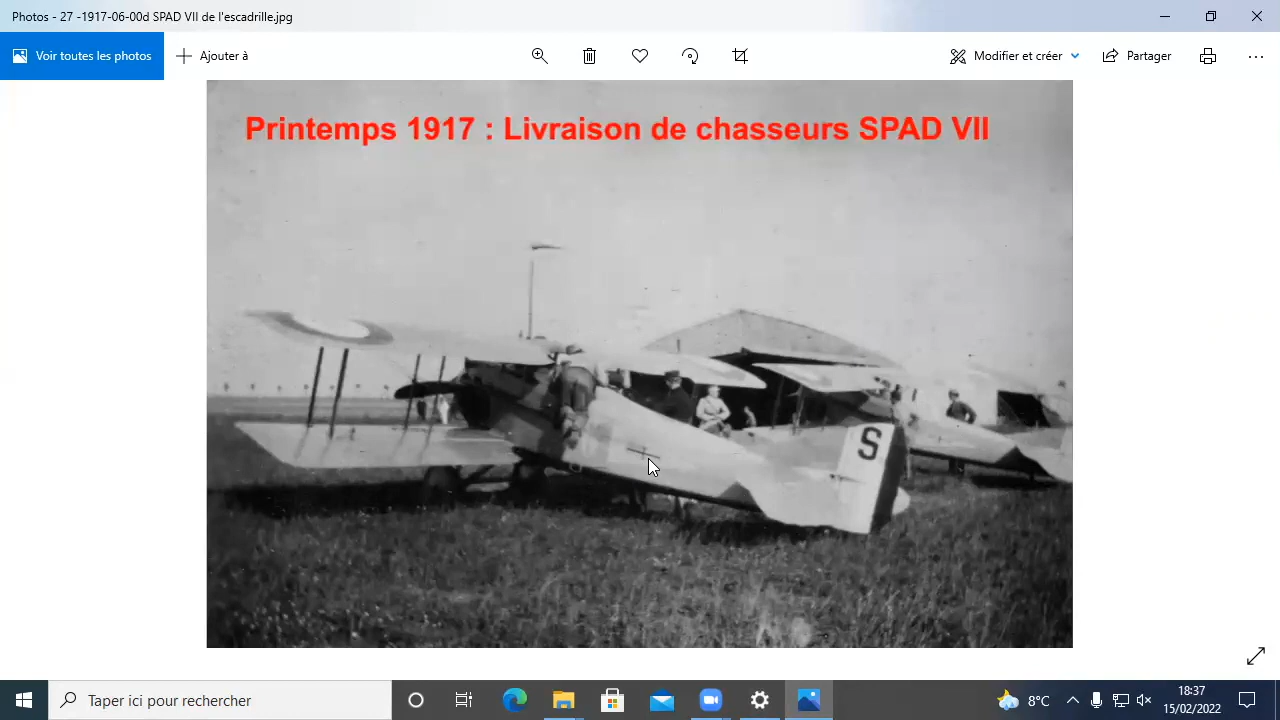 Photos - 27 -1917-06-00d SPAD VII de l'escadrille.jpg
Voir toutes les photos
Ajouter à
Modifier et créer
Partager
Printemps 1917 : Livraison de chasseurs SPAD VII
S
Taper ici pour rechercher
8°C
18:37
15/02/2022